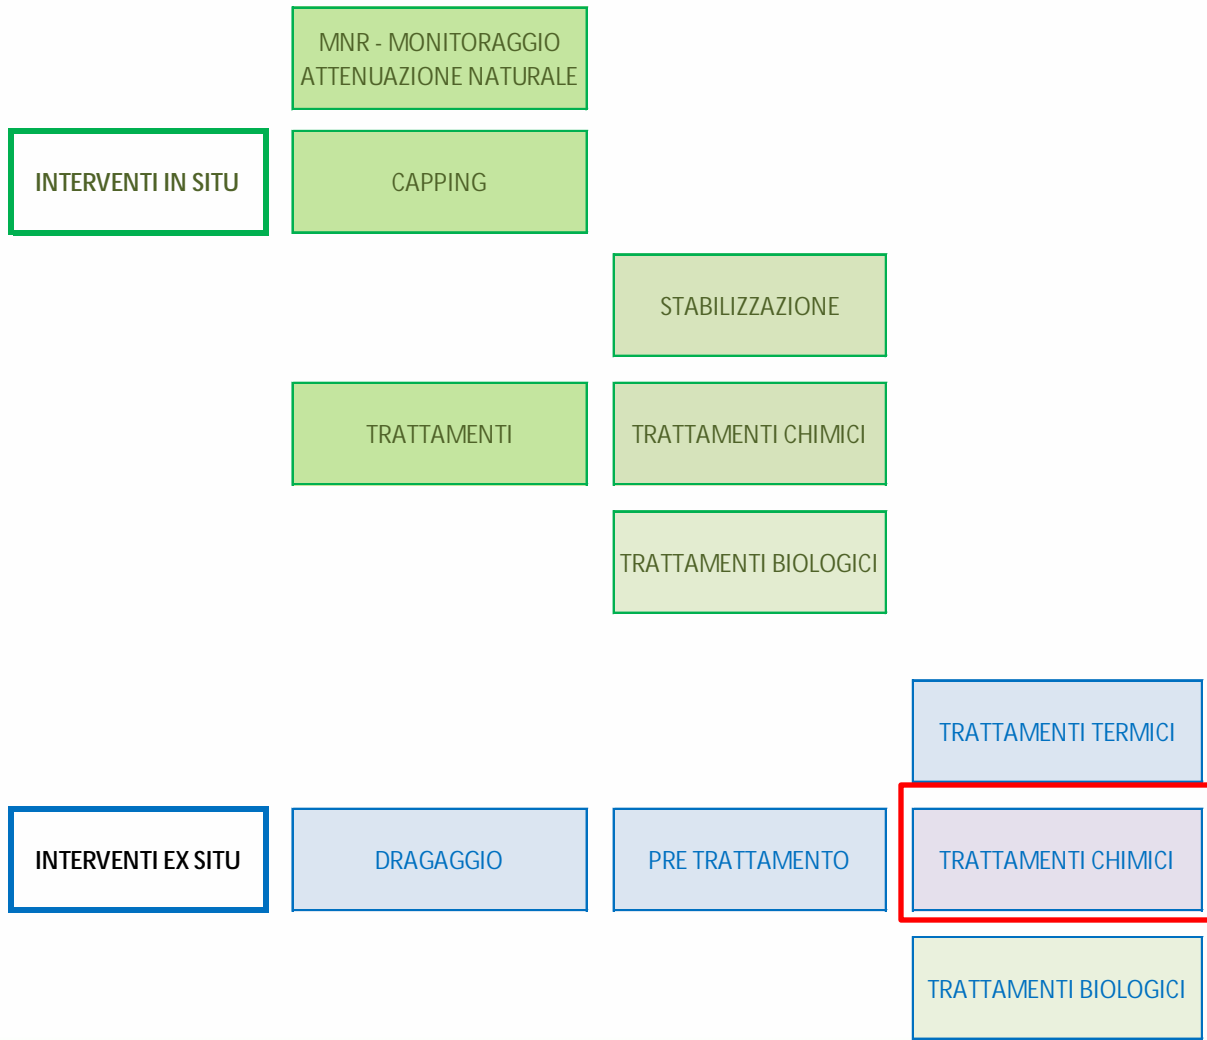 MNR - MONITORAGGIO
ATTENUAZIONE NATURALE
INTERVENTI IN SITU
CAPPING
STABILIZZAZIONE
TRATTAMENTI
TRATTAMENTI CHIMICI
TRATTAMENTI BIOLOGICI
TRATTAMENTI TERMICI
INTERVENTI EX SITU
DRAGAGGIO
PRE TRATTAMENTO
TRATTAMENTI CHIMICI
TRATTAMENTI BIOLOGICI